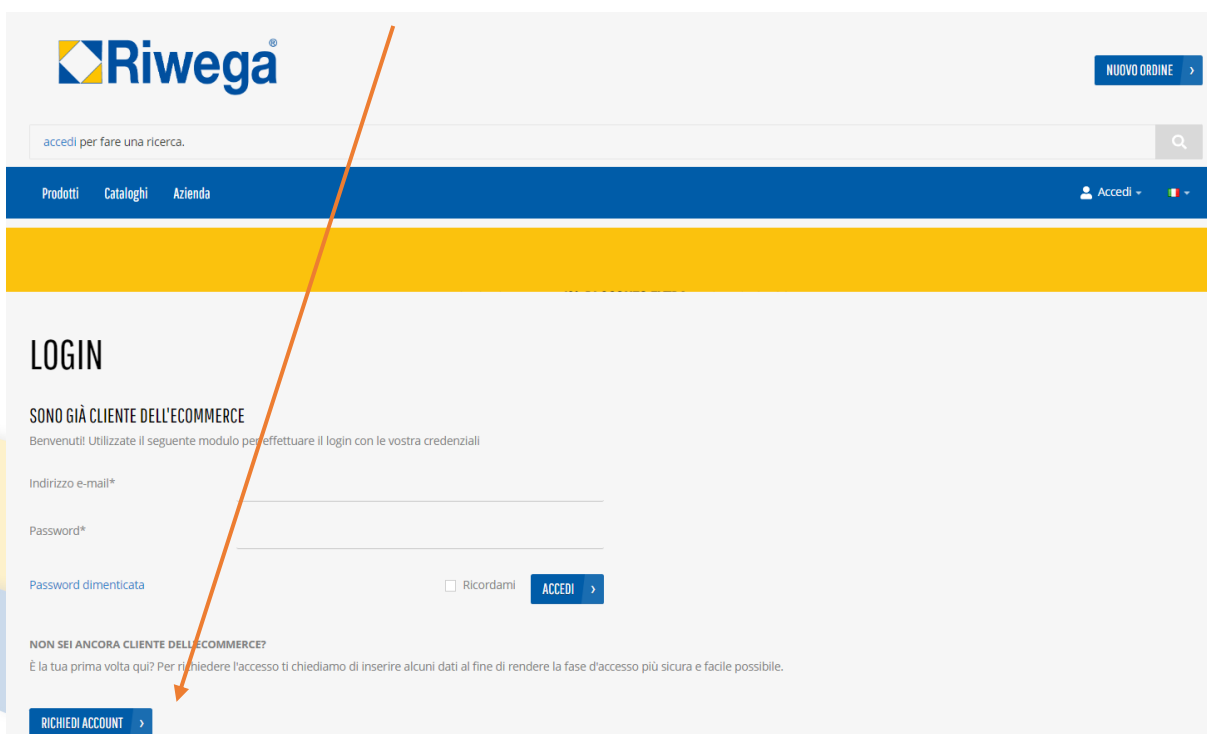 Riwega®
NUOVO ORDINE
accedi per fare una ricerca.
Prodotti Cataloghi Azienda Accedi
LOGIN
SONO GIÀ CLIENTE DELL'ECOMMERCE
Benvenuti! Utilizzate il seguente modulo per effettuare il login con le vostra credenziali
Indirizzo e-mail*
Password*
Password dimenticata Ricordami ACCEDI
NON SEI ANCORA CLIENTE DELL'ECOMMERCE?
È la tua prima volta qui? Per richiedere l'accesso ti chiediamo di inserire alcuni dati al fine di rendere la fase d'accesso più sicura e facile possibile.
RICHIEDI ACCOUNT